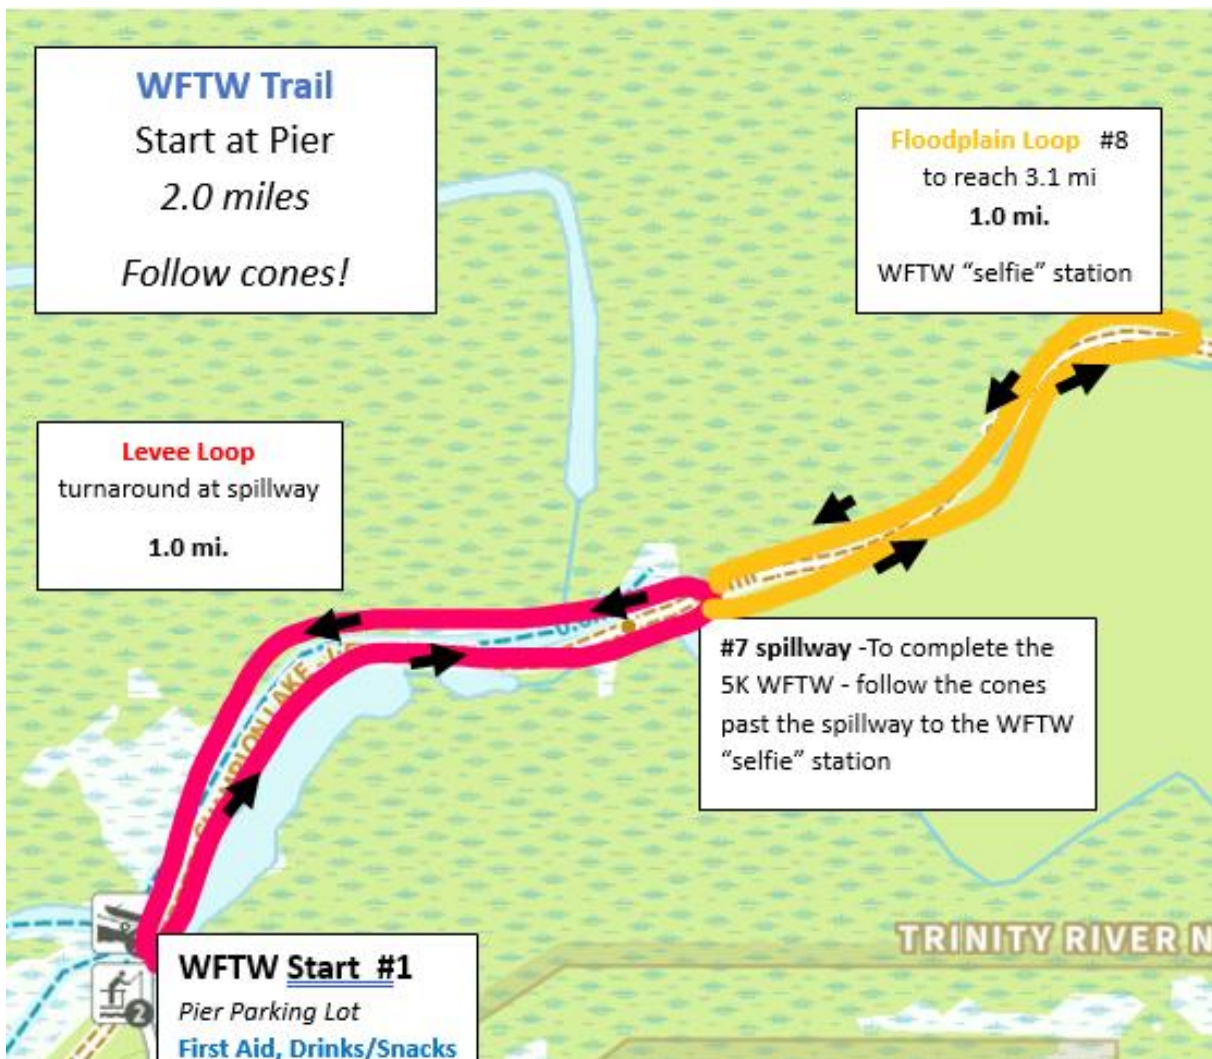 WFTW Trail
Start at Pier
2.0 miles
Follow cones!
Floodplain Loop #8
to reach 3.1 mi
1.0 mi.
WFTW “selfie” station
Levee Loop
turnaround at spillway
1.0 mi.
#7 spillway -To complete the
5K WFTW - follow the cones
past the spillway to the WFTW
“selfie” station
CHAMPION LAKE
TRINITY RIVER N
WFTW Start #1
Pier Parking Lot
First Aid, Drinks/Snacks
2